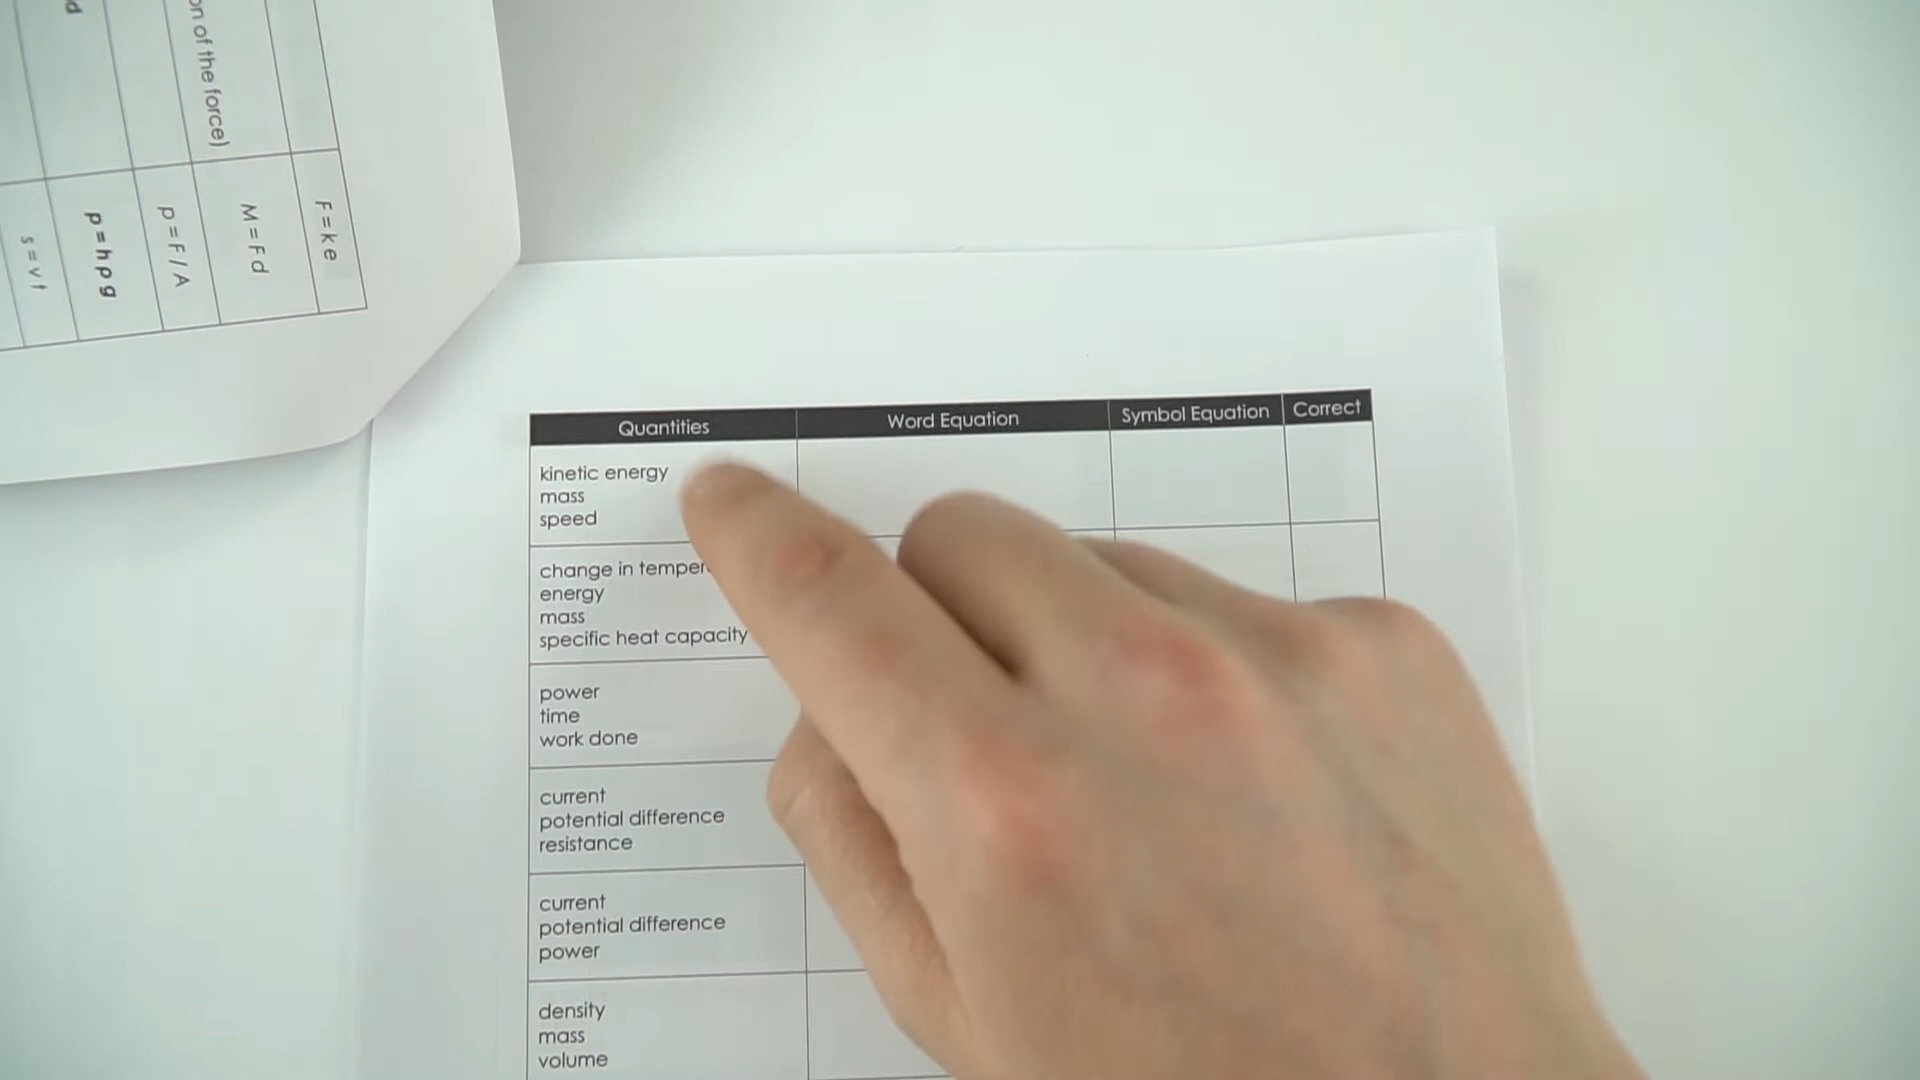 on of the force)
F = k e
M = F d
p = F / A
p = h ρ g
s = v t
Quantities Word Equation Symbol Equation Correct
kinetic energy
mass
speed
change in
energy
mass
specific heat capacity
power
time
work done
current
potential difference
resistance
current
potential difference
power
density
mass
volume